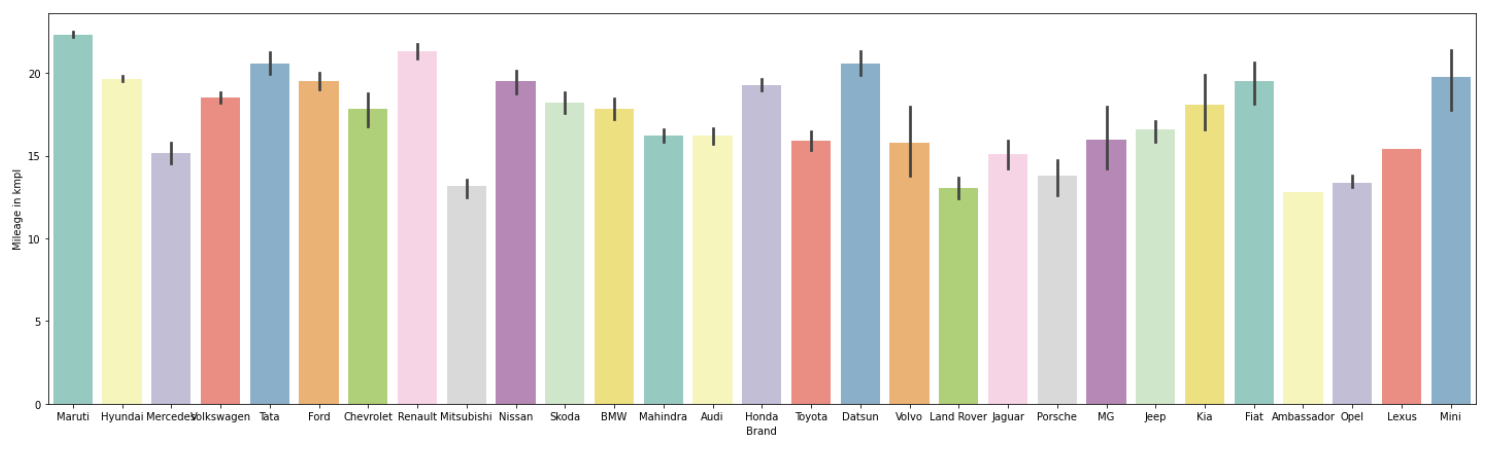 Mileage in kmpl
20
15
10
5
0
Maruti Hyundai Mercedes Volkswagen Tata Ford Chevrolet Renault Mitsubishi Nissan Skoda BMW Mahindra Audi Honda Toyota Datsun Volvo Land Rover Jaguar Porsche MG Jeep Kia Fiat Ambassador Opel Lexus Mini
Brand